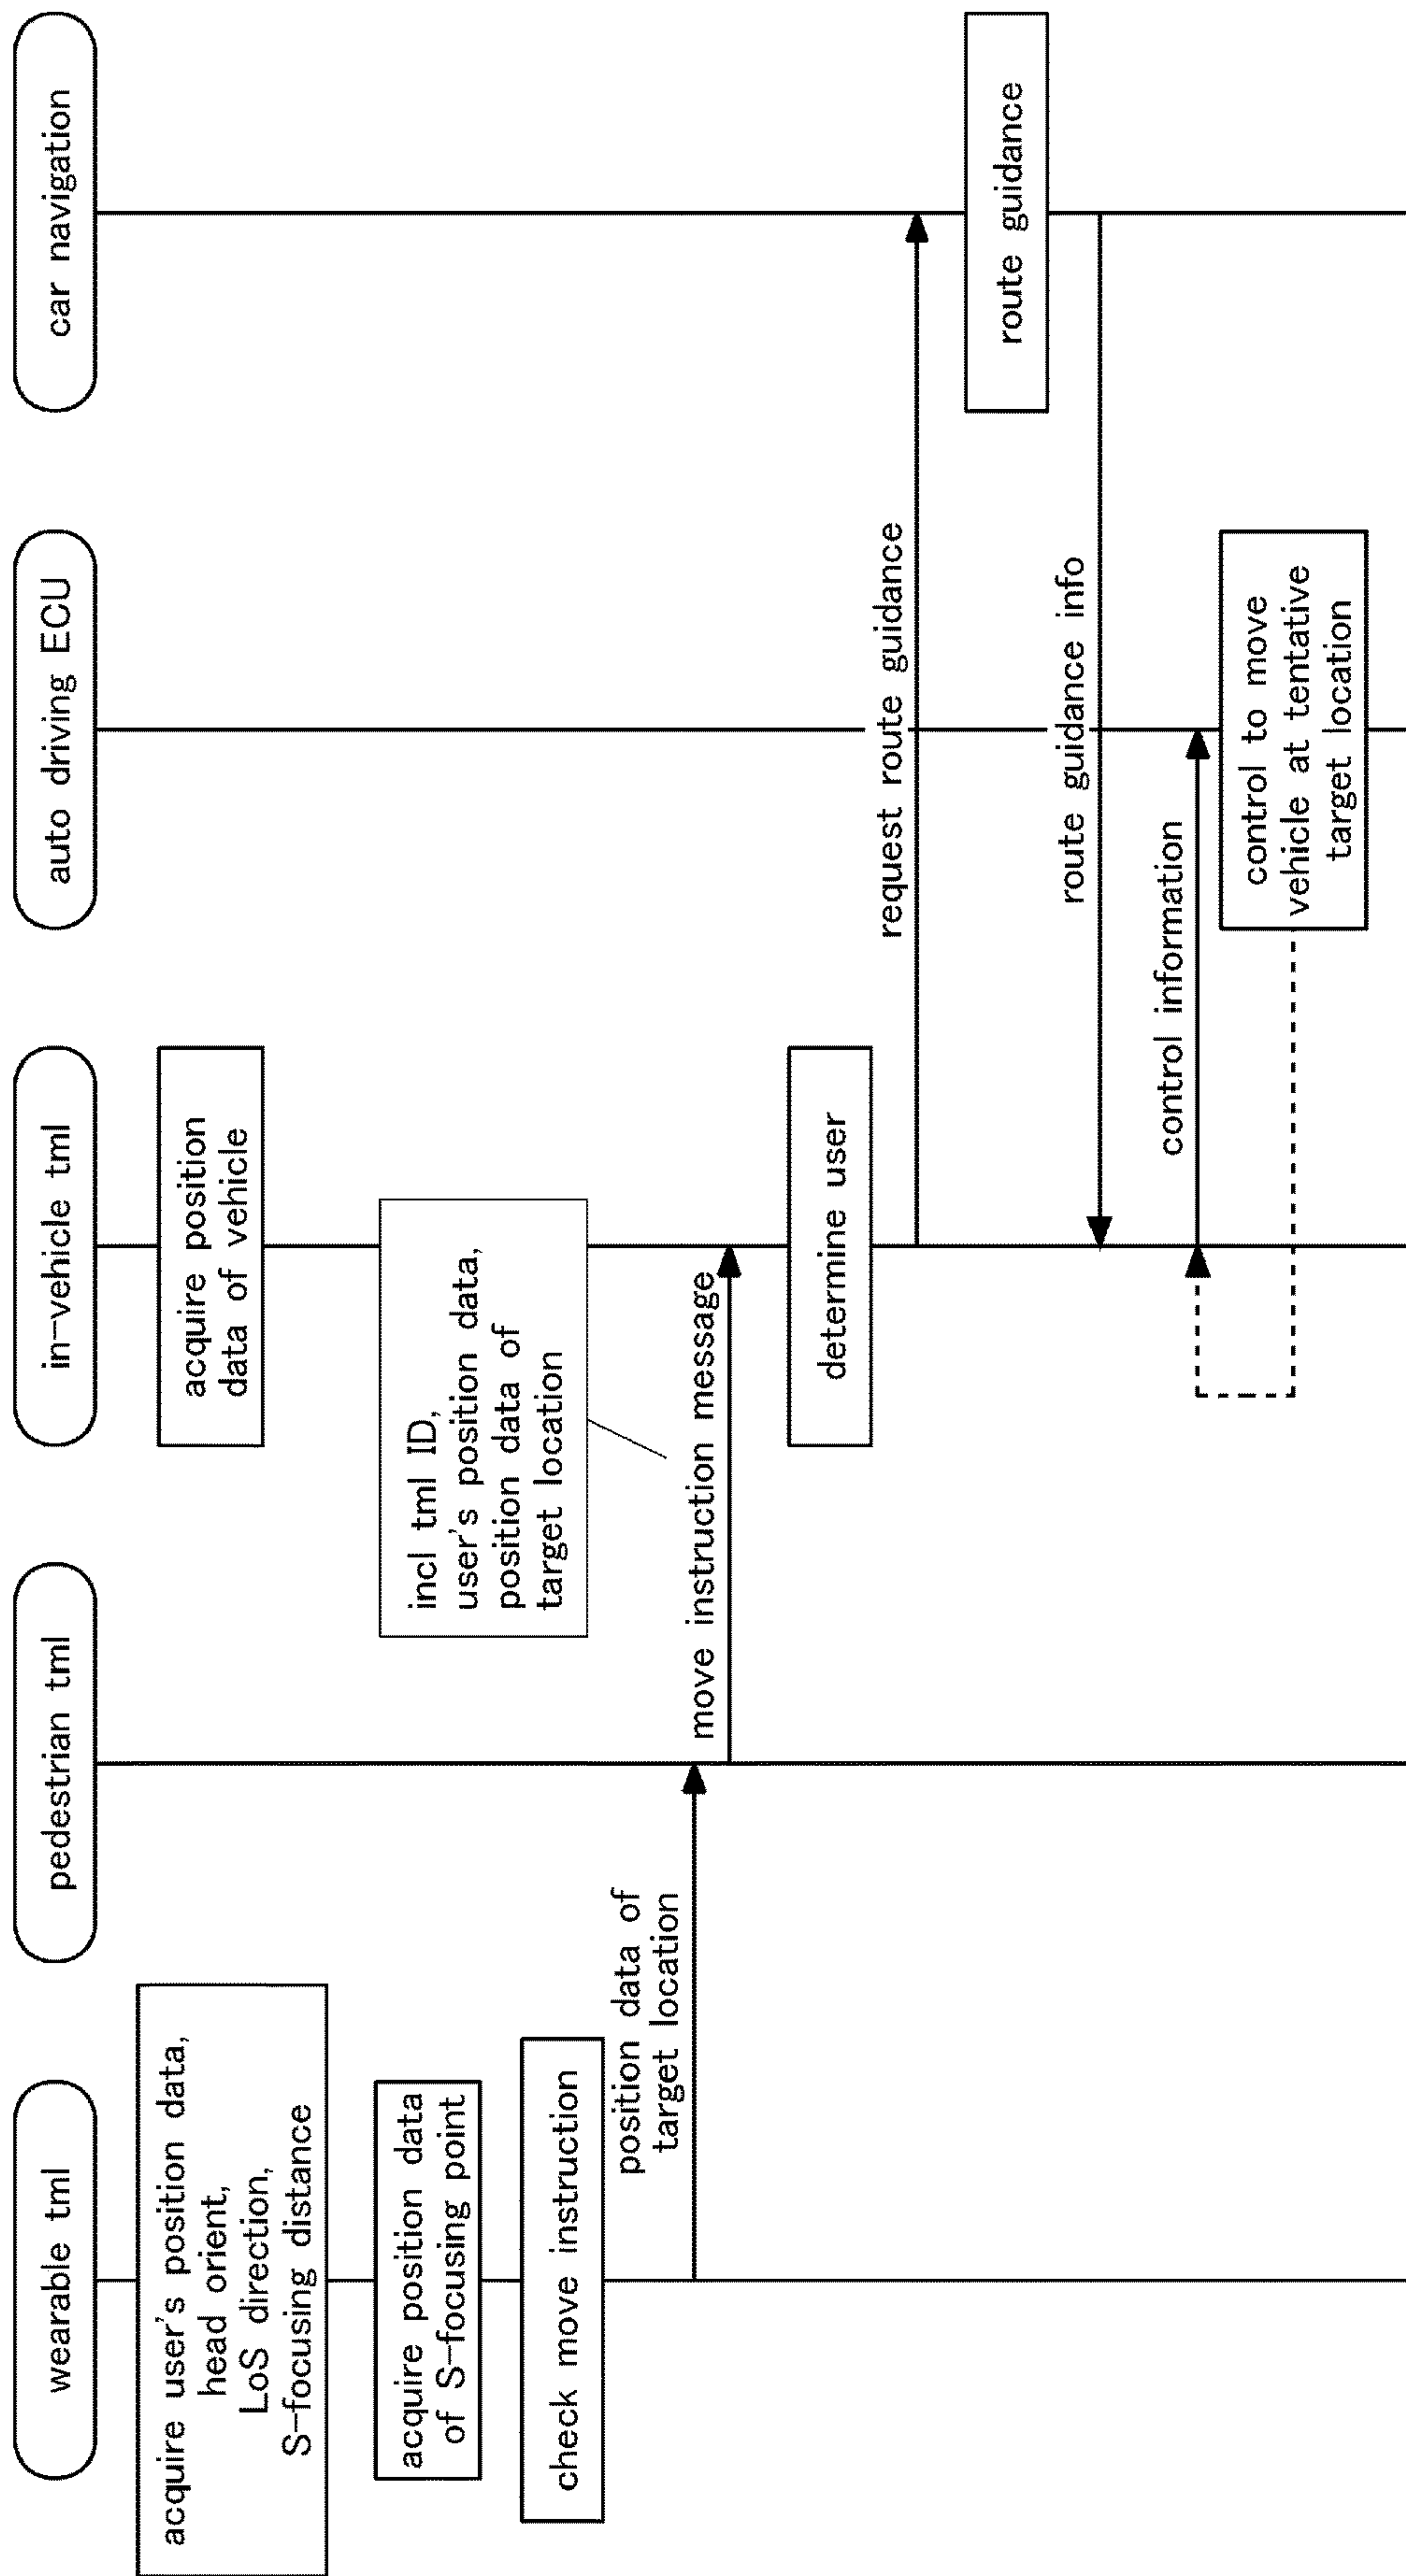 wearable tml
pedestrian tml
in-vehicle tml
auto driving ECU
car navigation
acquire user's position data,
head orient,
LoS direction,
S-focusing distance
acquire position
data of vehicle
acquire position data
of S-focusing point
incl tml ID,
user's position data,
position data of
target location
check move instruction
position data of
target location
move instruction message
determine user
request route guidance
route guidance
route guidance info
control information
control to move
vehicle at tentative
target location